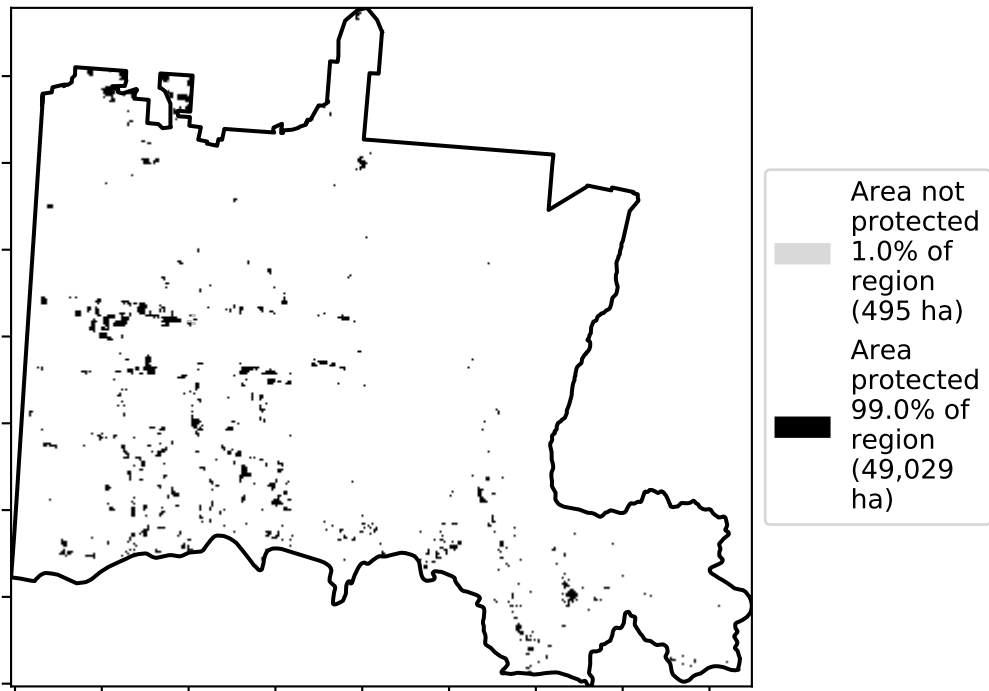 Area not
protected
1.0% of
region
(495 ha)
Area
protected
99.0% of
region
(49,029
ha)